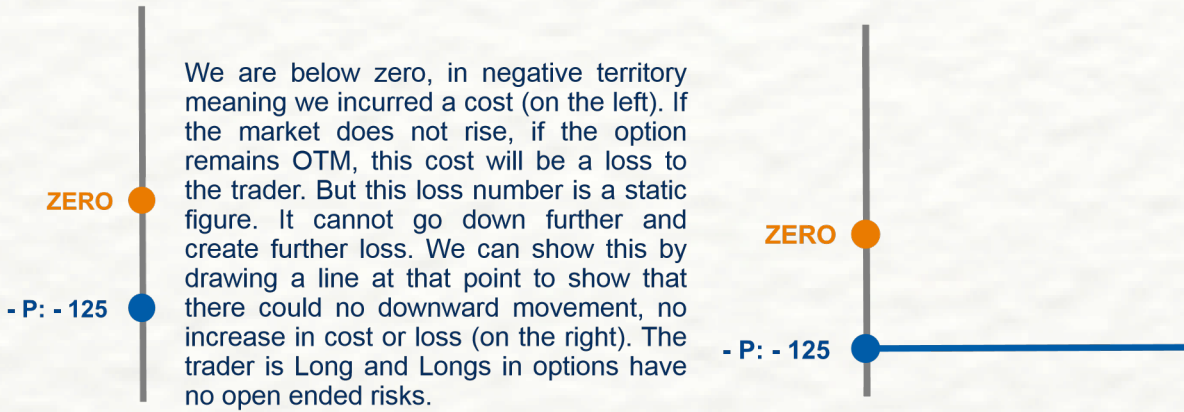 We are below zero, in negative territory
meaning we incurred a cost (on the left). If
the market does not rise, if the option
remains OTM, this cost will be a loss to
the trader. But this loss number is a static
figure. It cannot go down further and
create further loss. We can show this by
drawing a line at that point to show that
there could no downward movement, no
increase in cost or loss (on the right). The
trader is Long and Longs in options have
no open ended risks.
ZERO
- P: - 125
ZERO
- P: - 125